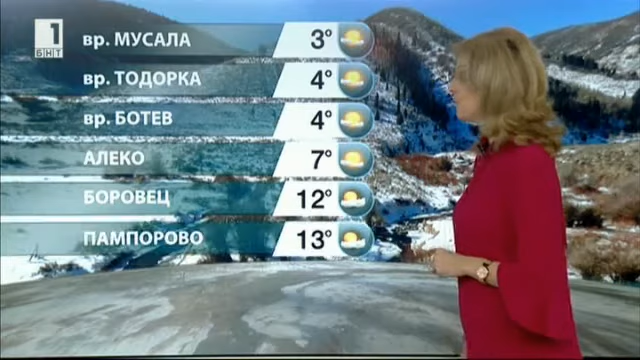 1
БНТ
вр. МУСАЛА 3°
вр. ТОДОРКА 4°
вр. БОТЕВ 4°
АЛЕКО 7°
БОРОВЕЦ 12°
ПАМПОРОВО 13°